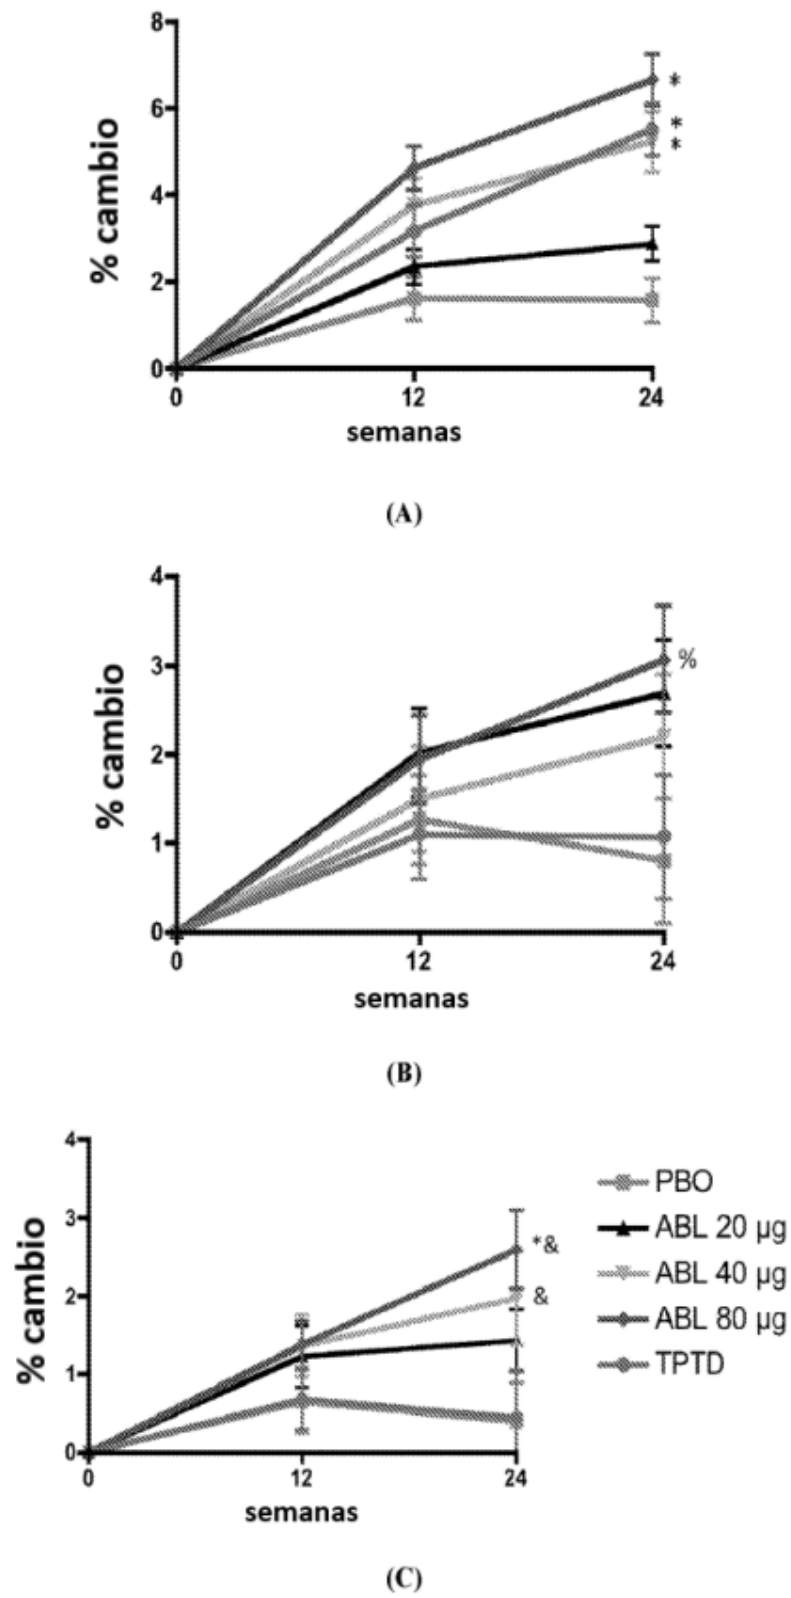 8
6
4
2
0
% cambio
*
*
*
0 12 24
semanas
(A)
4
3
2
1
0
% cambio
%
0 12 24
semanas
(B)
4
3
2
1
0
% cambio
*&
&
0 12 24
semanas
PBO
ABL 20 µg
ABL 40 µg
ABL 80 µg
TPTD
(C)